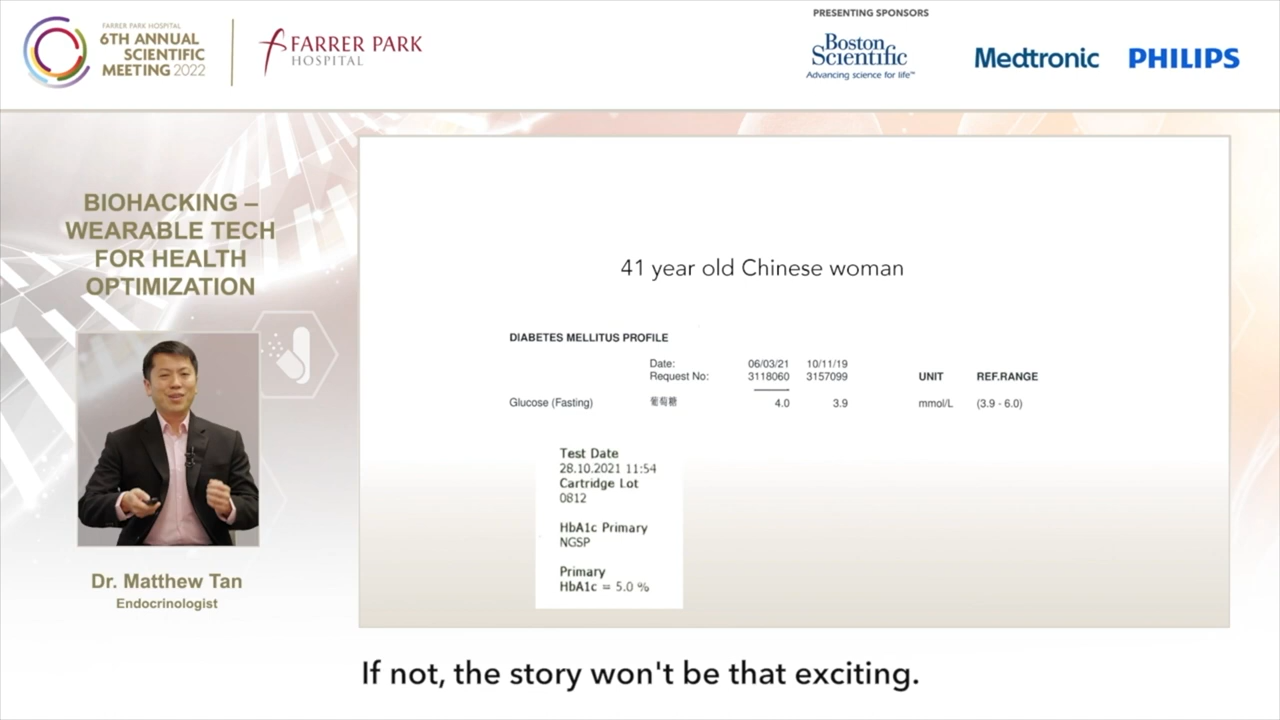 FARRER PARK HOSPITAL
6TH ANNUAL
SCIENTIFIC
MEETING 2022
FARRER PARK
HOSPITAL
PRESENTING SPONSORS
Boston
Scientific
Advancing science for life™
Medtronic
PHILIPS
BIOHACKING –
WEARABLE TECH
FOR HEALTH
OPTIMIZATION
Dr. Matthew Tan
Endocrinologist
41 year old Chinese woman
DIABETES MELLITUS PROFILE
Date: 06/03/21 10/11/19
Request No: 3118060 3157099 UNIT REF.RANGE
Glucose (Fasting) 葡萄糖 4.0 3.9 mmol/L (3.9 - 6.0)
Test Date
28.10.2021 11:54
Cartridge Lot
0812
HbA1c Primary
NGSP
Primary
HbA1c = 5.0 %
If not, the story won't be that exciting.